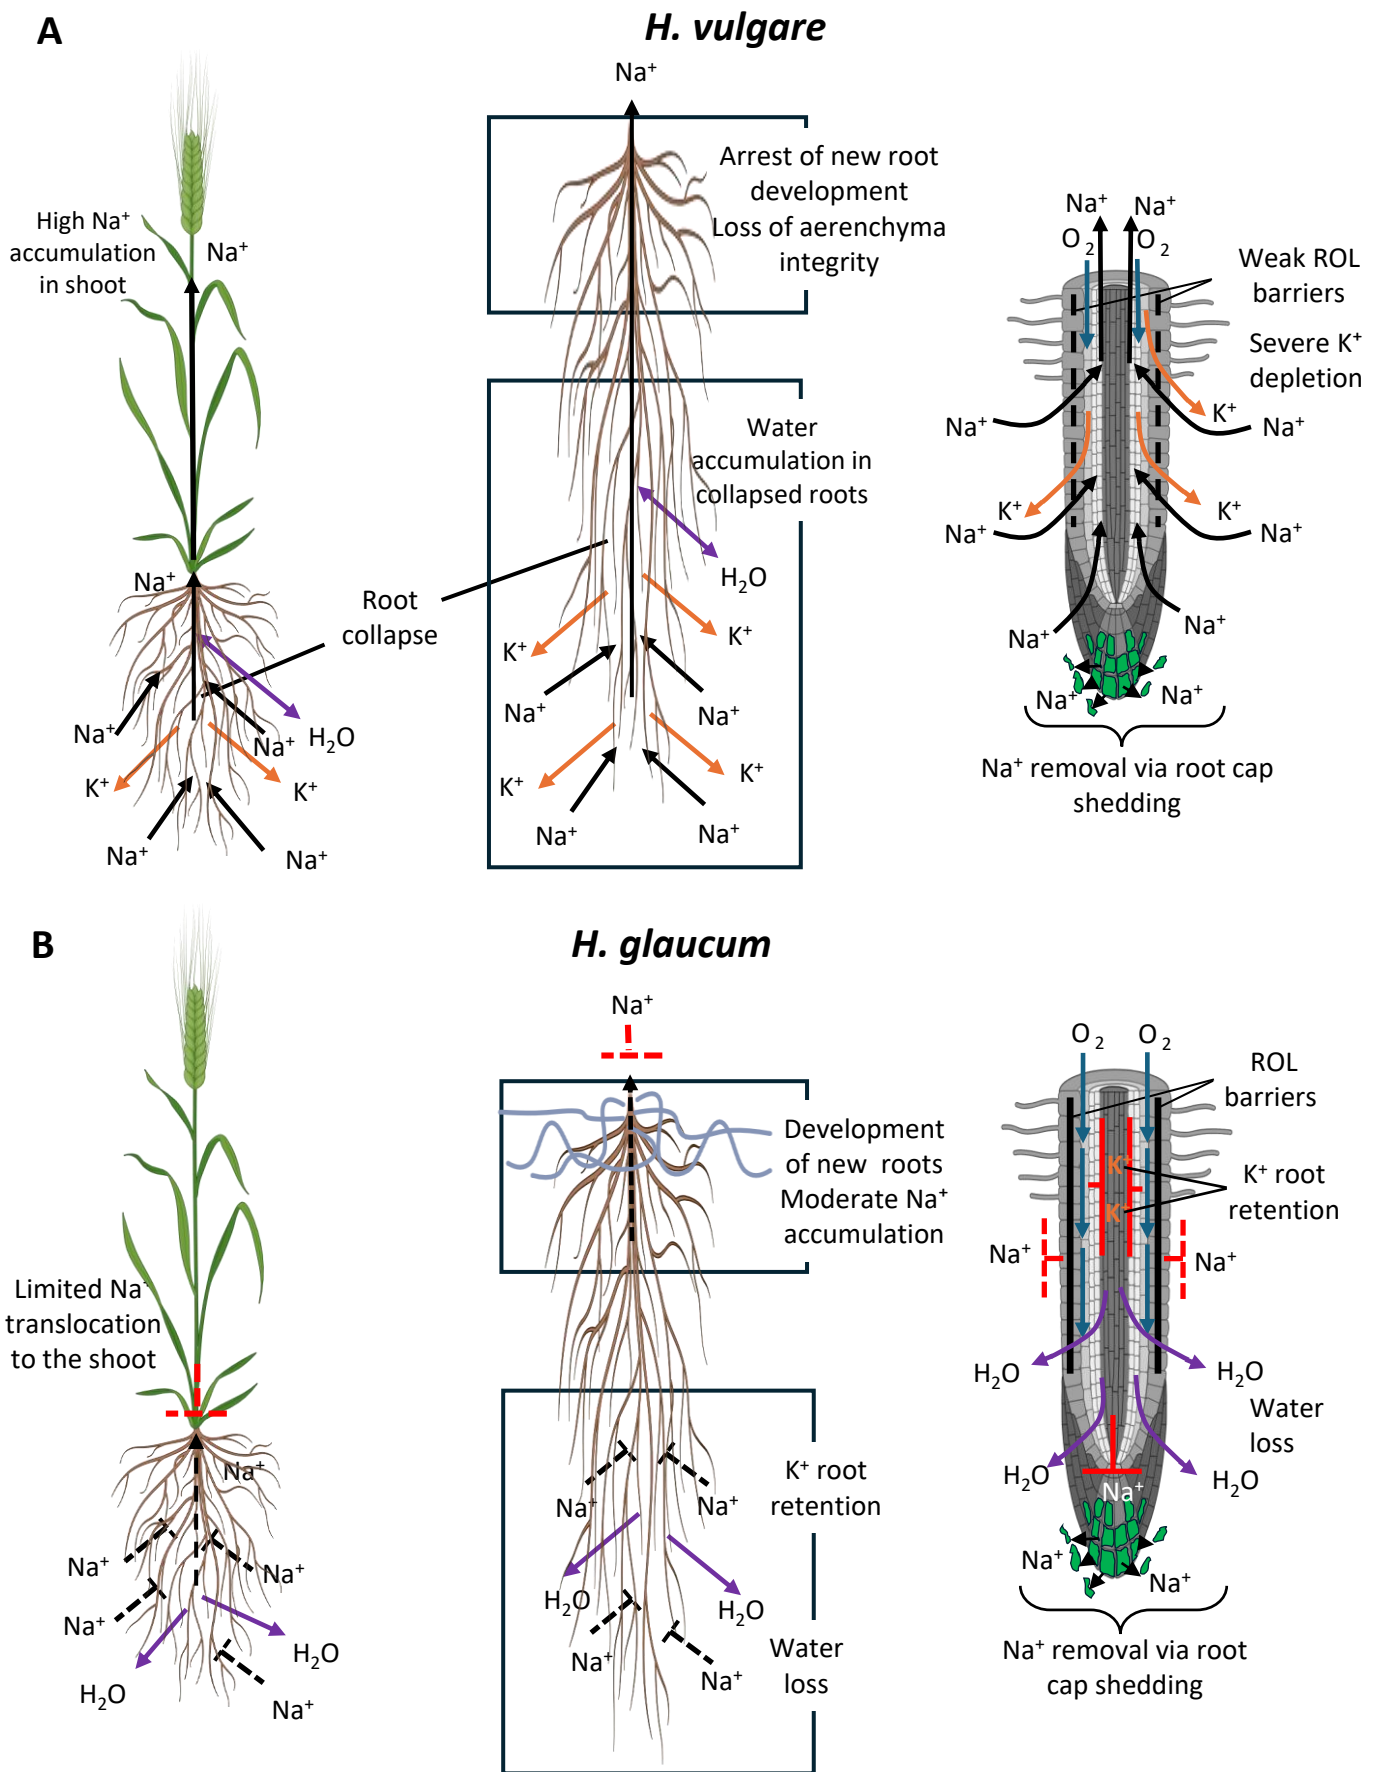 A
H. vulgare
Na⁺
High Na⁺
accumulation
in shoot
Na⁺
Na⁺
Root
collapse
Na⁺
Na⁺
H₂O
K⁺
K⁺
Na⁺
Na⁺
Arrest of new root
development
Loss of aerenchyma
integrity
Water
accumulation in
collapsed roots
H₂O
K⁺
K⁺
Na⁺
Na⁺
K⁺
K⁺
Na⁺
Na⁺
Na⁺
Na⁺
O₂
O₂
Weak ROL
barriers
Severe K⁺
depletion
K⁺
Na⁺
Na⁺
K⁺
K⁺
Na⁺
Na⁺
Na⁺
Na⁺
Na⁺
Na⁺
Na⁺ removal via root cap
shedding
B
H. glaucum
Limited Na⁺
translocation
to the shoot
Na⁺
Na⁺
Na⁺
Na⁺
H₂O
H₂O
Na⁺
Na⁺
Development
of new roots
Moderate Na⁺
accumulation
K⁺ root
retention
Na⁺
Na⁺
H₂O
H₂O
Water
loss
Na⁺
Na⁺
O₂
O₂
ROL
barriers
K⁺
K⁺ root
retention
K⁺
Na⁺
Na⁺
H₂O
H₂O
Water
loss
H₂O
H₂O
Na⁺
Na⁺
Na⁺
Na⁺ removal via root
cap shedding